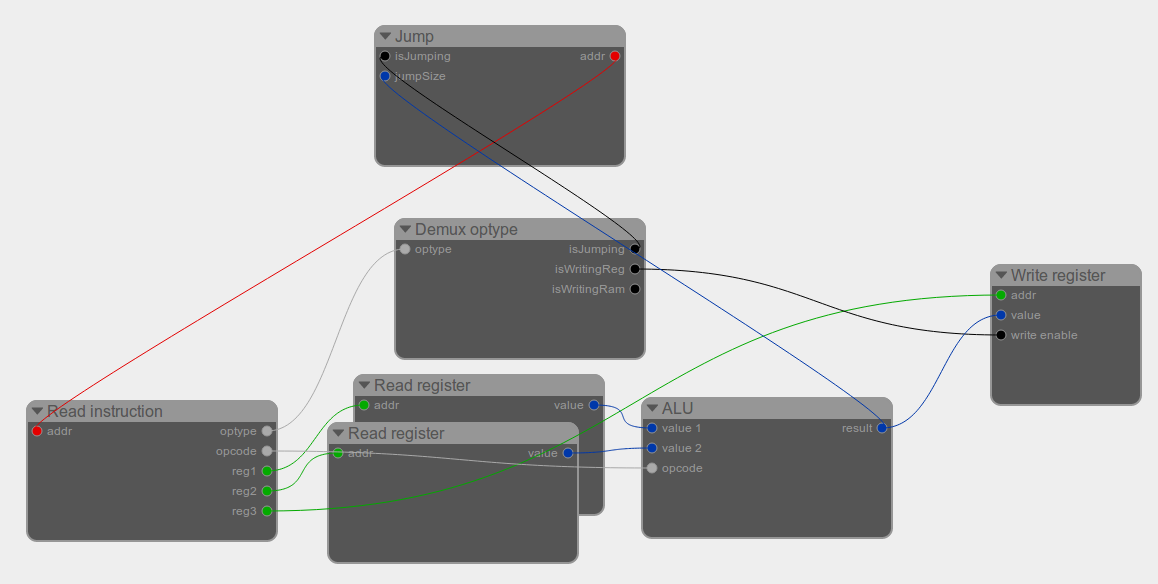 Jump
isJumping
addr
jumpSize
Demux optype
optype
isJumping
isWritingReg
isWritingRam
Write register
addr
value
write enable
Read instruction
addr
optype
opcode
reg1
reg2
reg3
Read register
addr
value
Read register
addr
value
ALU
value 1
result
value 2
opcode